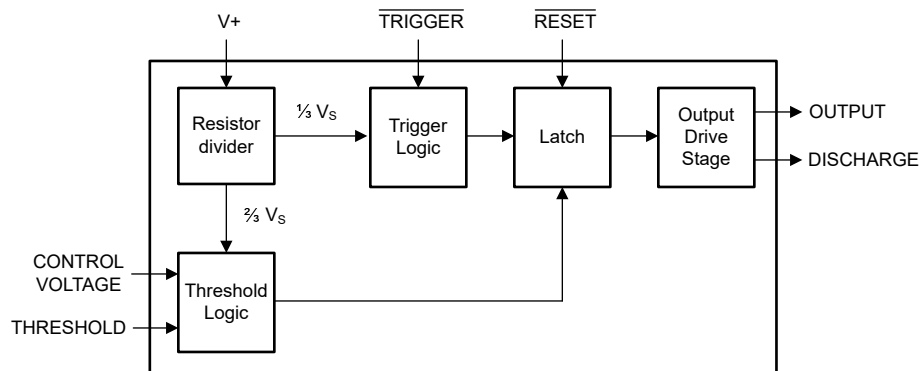 V+
TRIGGER
RESET
Resistor
divider
⅓ VS
Trigger
Logic
Latch
Output
Drive
Stage
OUTPUT
DISCHARGE
⅔ VS
CONTROL
VOLTAGE
THRESHOLD
Threshold
Logic